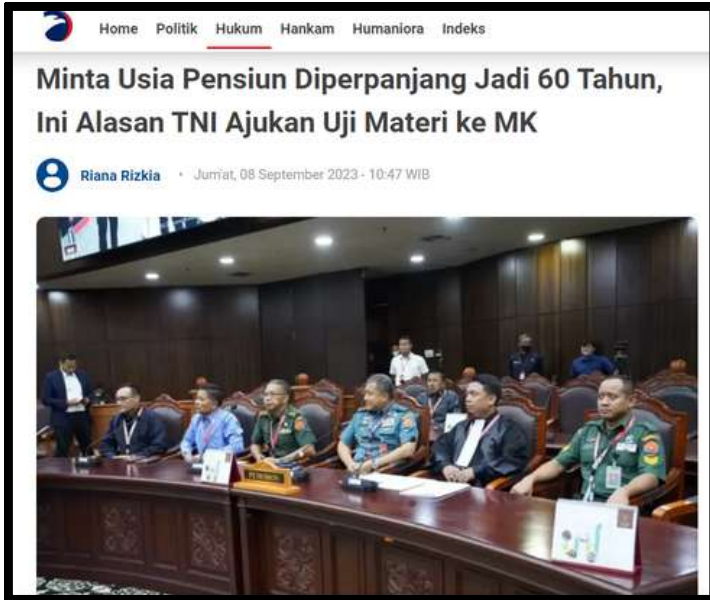 Home Politik Hukum Hankam Humaniora Indeks
Minta Usia Pensiun Diperpanjang Jadi 60 Tahun,
Ini Alasan TNI Ajukan Uji Materi ke MK
Riana Rizkia • Jum'at, 08 September 2023 - 10:47 WIB
PEMOHON